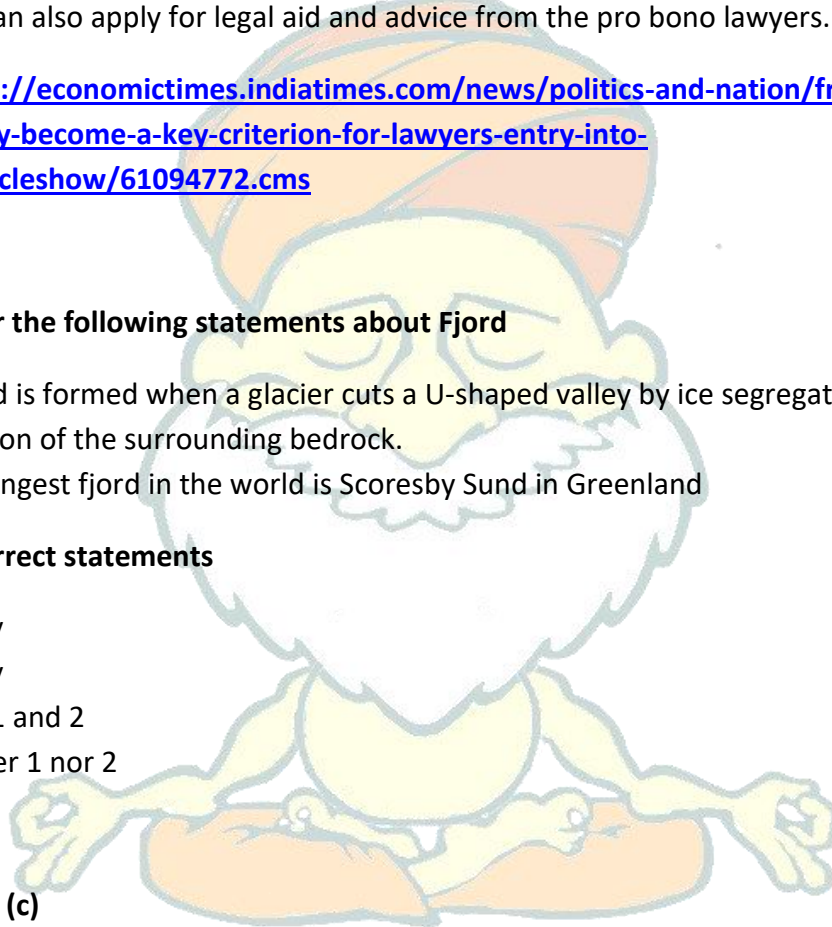 an also apply for legal aid and advice from the pro bono lawyers.
://economictimes.indiatimes.com/news/politics-and-nation/fr
y-become-a-key-criterion-for-lawyers-entry-into-
cleshow/61094772.cms
r the following statements about Fjord
d is formed when a glacier cuts a U-shaped valley by ice segregat
ion of the surrounding bedrock.
ngest fjord in the world is Scoresby Sund in Greenland
rrect statements
y
y
1 and 2
er 1 nor 2
(c)